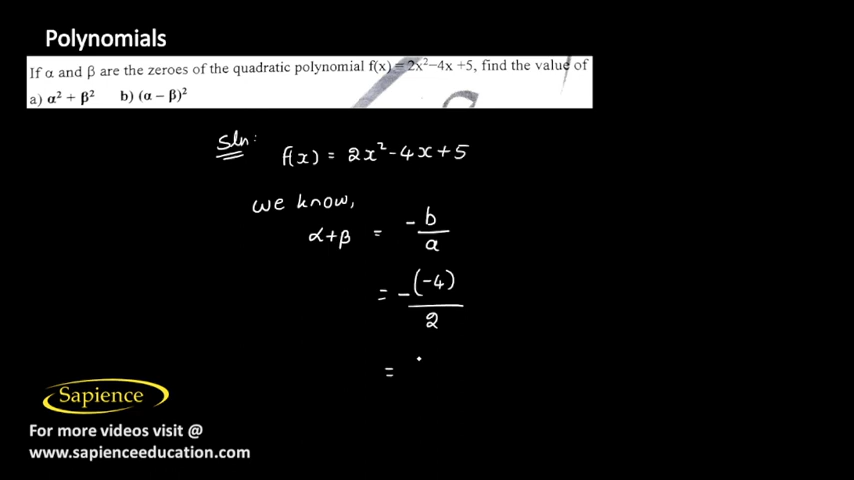 Polynomials
If α and β are the zeroes of the quadratic polynomial f(x) = 2x²−4x +5, find the value of
a) α² + β² b) (α − β)²
Sln:
f(x) = 2x² - 4x + 5
we know,
α+β = -b/a
= -(-4)/2
=
Sapience
For more videos visit @
www.sapienceeducation.com